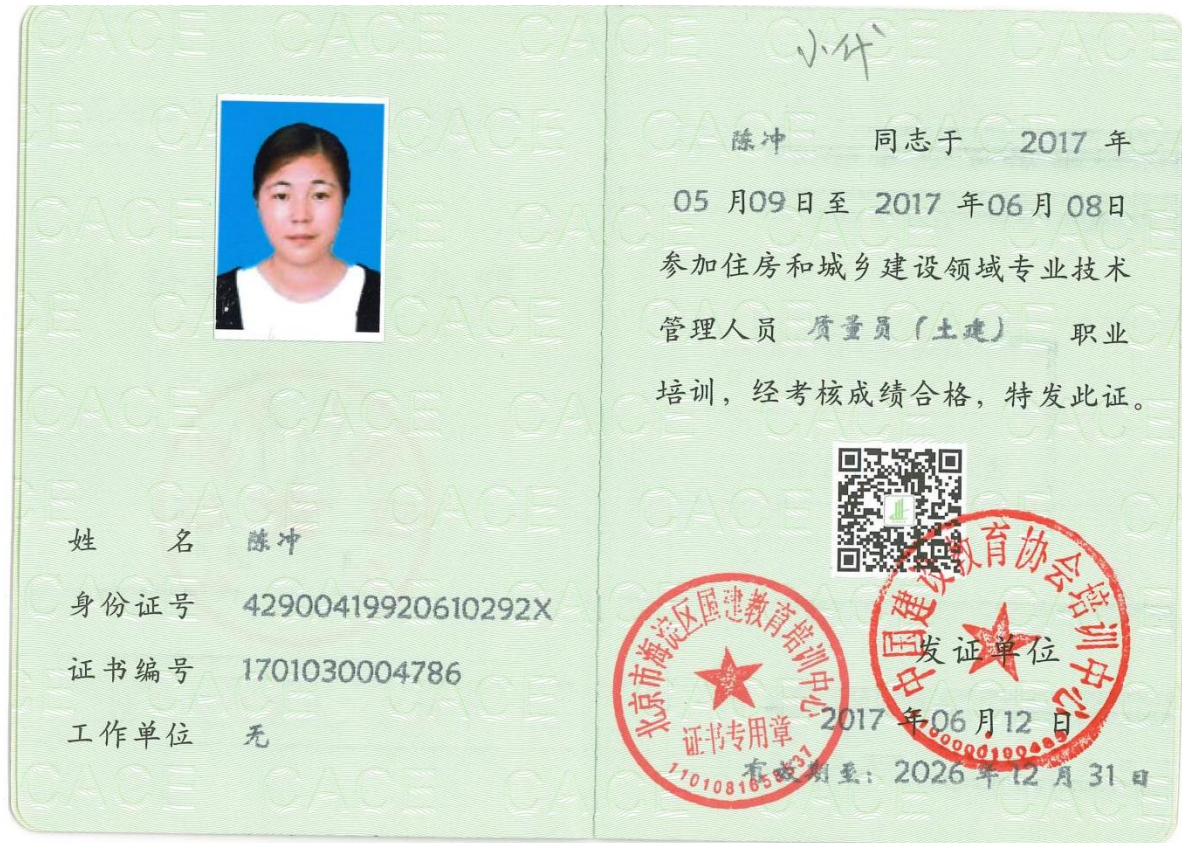 姓 名 陈冲
身份证号 42900419920610292X
证书编号 1701030004786
工作单位 无
小代
陈冲 同志于 2017 年
05 月09日至 2017 年06月08日
参加住房和城乡建设领域专业技术
管理人员 质量员（土建） 职业
培训，经考核成绩合格，特发此证。
中国建设教育协会培训中心
北京市海淀区国建教育培训中心
证书专用章
发证单位
2017 年06月12 日
有效期至：2026 年12月31日
CACE